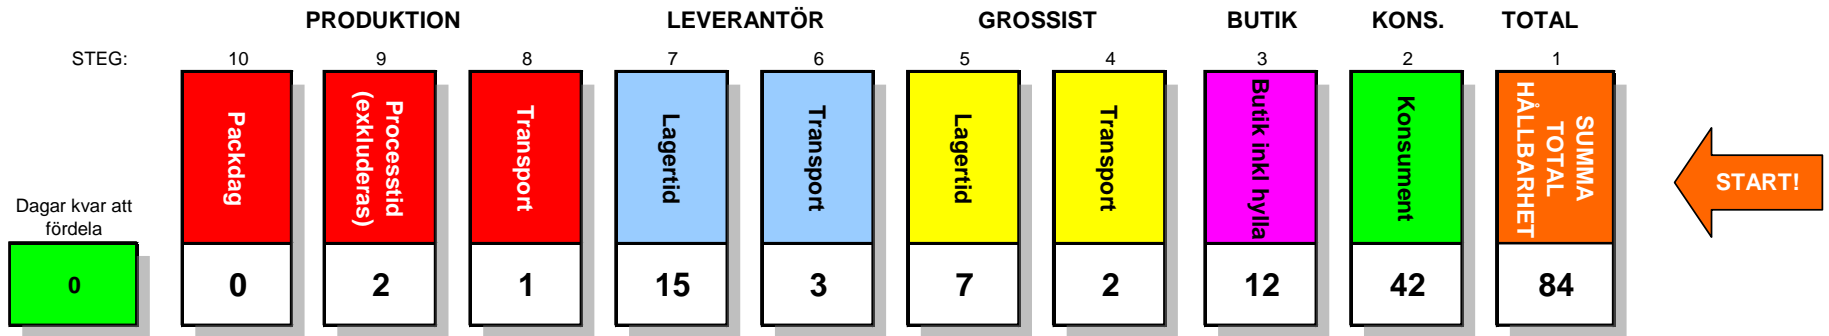 PRODUKTION LEVERANTÖR GROSSIST BUTIK KONS. TOTAL
STEG: 10 9 8 7 6 5 4 3 2 1
Packdag
Processtid
(exkluderas)
Transport
Lagertid
Transport
Lagertid
Transport
Butik inkl hylla
Konsument
SUMMA
TOTAL
HÅLLBARHET
START!
Dagar kvar att
fördela
0 0 2 1 15 3 7 2 12 42 84